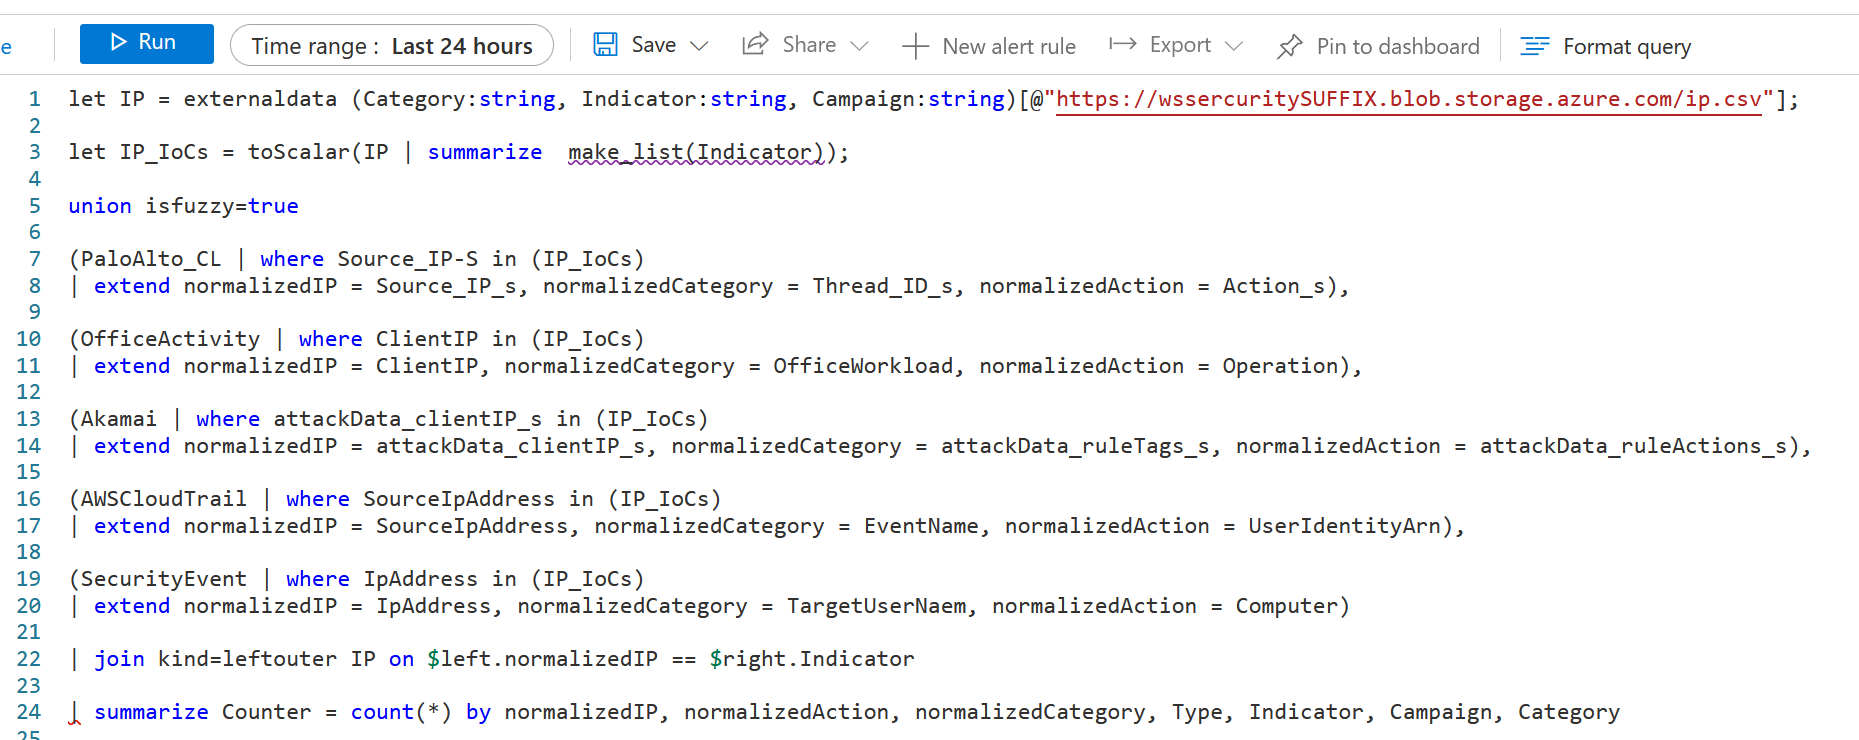 e Run Time range : Last 24 hours Save Share New alert rule Export Pin to dashboard Format query
1 let IP = externaldata (Category:string, Indicator:string, Campaign:string)[@"https://wssercuritySUFFIX.blob.storage.azure.com/ip.csv"];
2
3 let IP_IoCs = toScalar(IP | summarize  make_list(Indicator));
4
5 union isfuzzy=true
6
7 (PaloAlto_CL | where Source_IP-S in (IP_IoCs)
8 | extend normalizedIP = Source_IP_s, normalizedCategory = Thread_ID_s, normalizedAction = Action_s),
9
10 (OfficeActivity | where ClientIP in (IP_IoCs)
11 | extend normalizedIP = ClientIP, normalizedCategory = OfficeWorkload, normalizedAction = Operation),
12
13 (Akamai | where attackData_clientIP_s in (IP_IoCs)
14 | extend normalizedIP = attackData_clientIP_s, normalizedCategory = attackData_ruleTags_s, normalizedAction = attackData_ruleActions_s),
15
16 (AWSCloudTrail | where SourceIpAddress in (IP_IoCs)
17 | extend normalizedIP = SourceIpAddress, normalizedCategory = EventName, normalizedAction = UserIdentityArn),
18
19 (SecurityEvent | where IpAddress in (IP_IoCs)
20 | extend normalizedIP = IpAddress, normalizedCategory = TargetUserNaem, normalizedAction = Computer)
21
22 | join kind=leftouter IP on $left.normalizedIP == $right.Indicator
23
24 | summarize Counter = count(*) by normalizedIP, normalizedAction, normalizedCategory, Type, Indicator, Campaign, Category
25